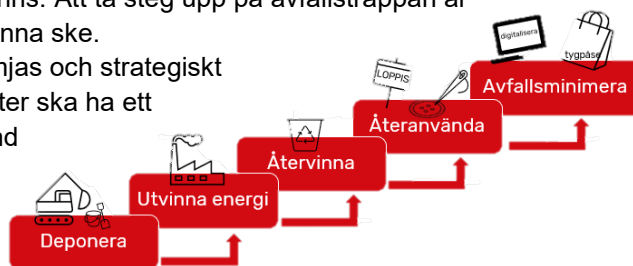 nns. Att ta steg upp på avfallstrappan är
nna ske.
njas och strategiskt
ter ska ha ett
nd
digitalisera
tygpåse
LOPPIS
Avfallsminimera
Återanvända
Återvinna
Utvinna energi
Deponera